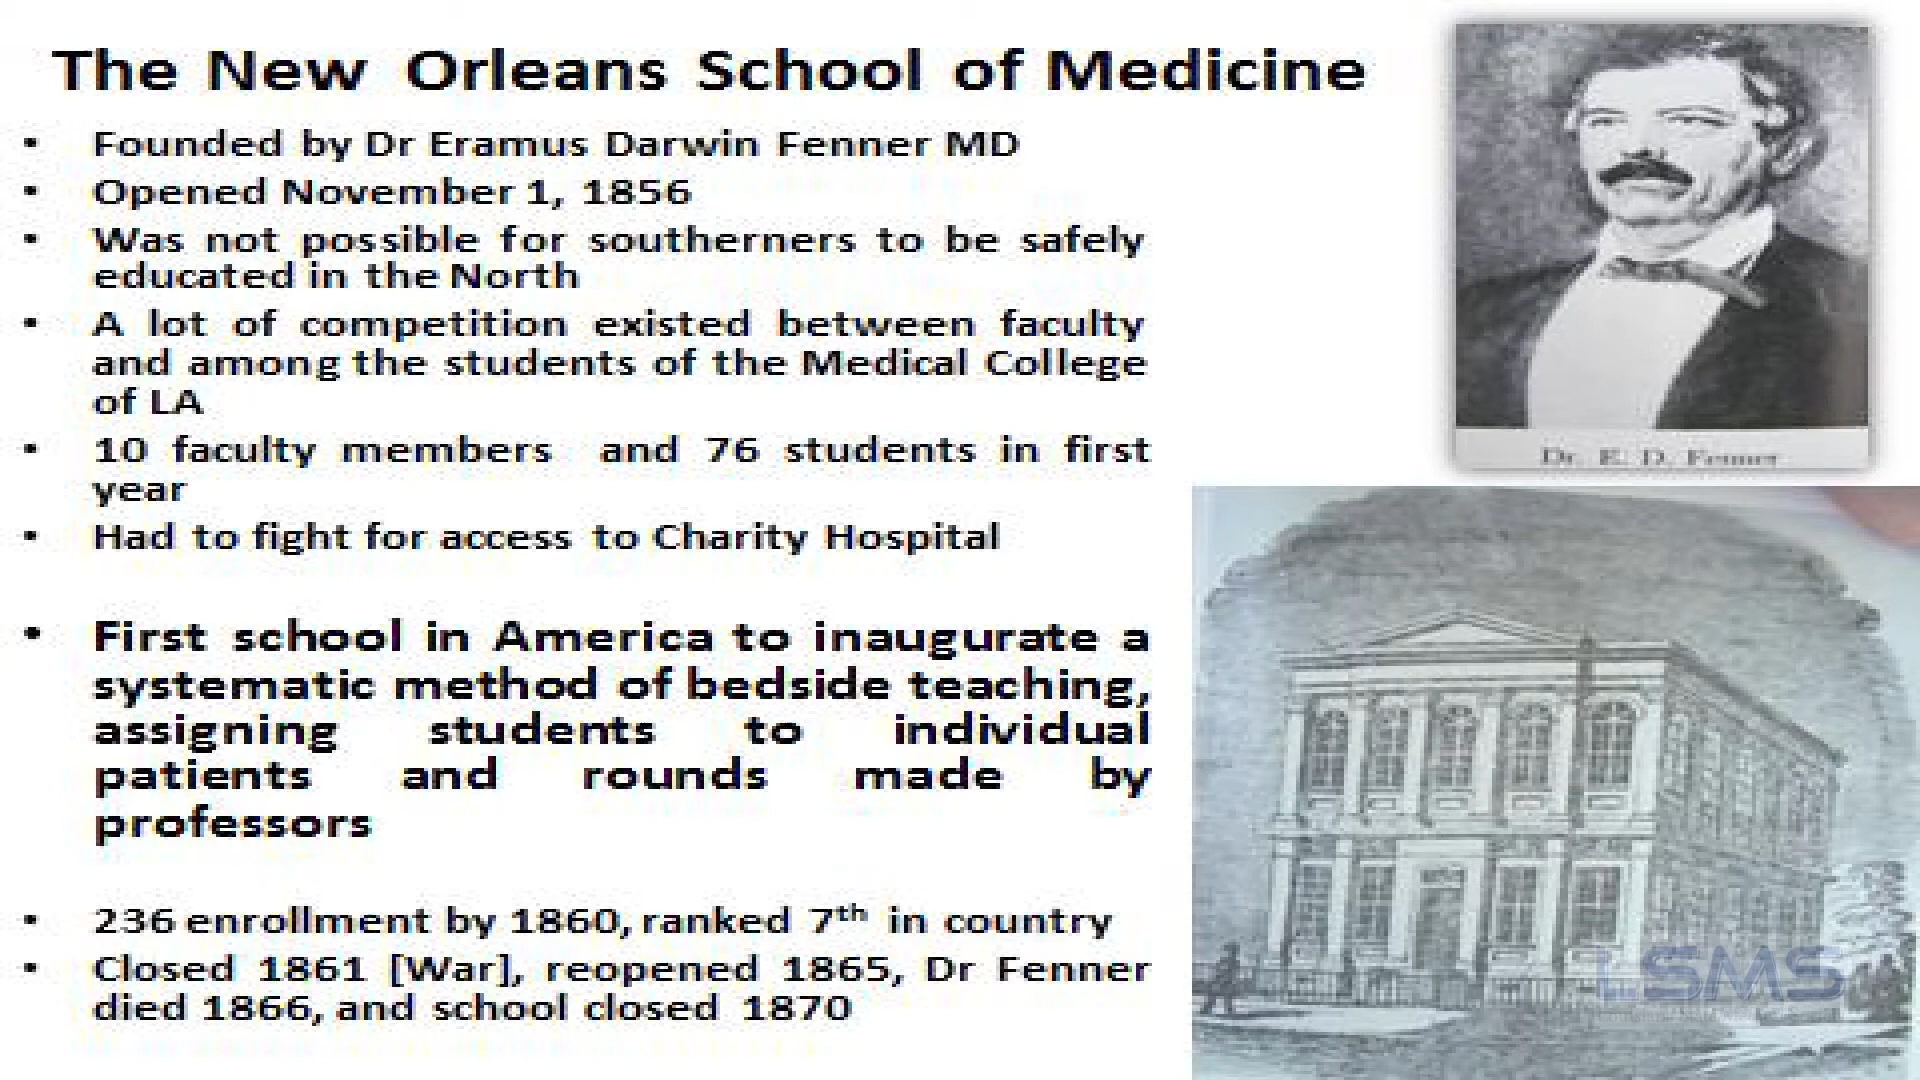 The New Orleans School of Medicine
• Founded by Dr Eramus Darwin Fenner MD
• Opened November 1, 1856
• Was not possible for southerners to be safely
educated in the North
• A lot of competition existed between faculty
and among the students of the Medical College
of LA
• 10 faculty members and 76 students in first
year
• Had to fight for access to Charity Hospital
• First school in America to inaugurate a
systematic method of bedside teaching,
assigning students to individual
patients and rounds made by
professors
• 236 enrollment by 1860, ranked 7th in country
• Closed 1861 [War], reopened 1865, Dr Fenner
died 1866, and school closed 1870
Dr. E. D. Fenner
LSMS